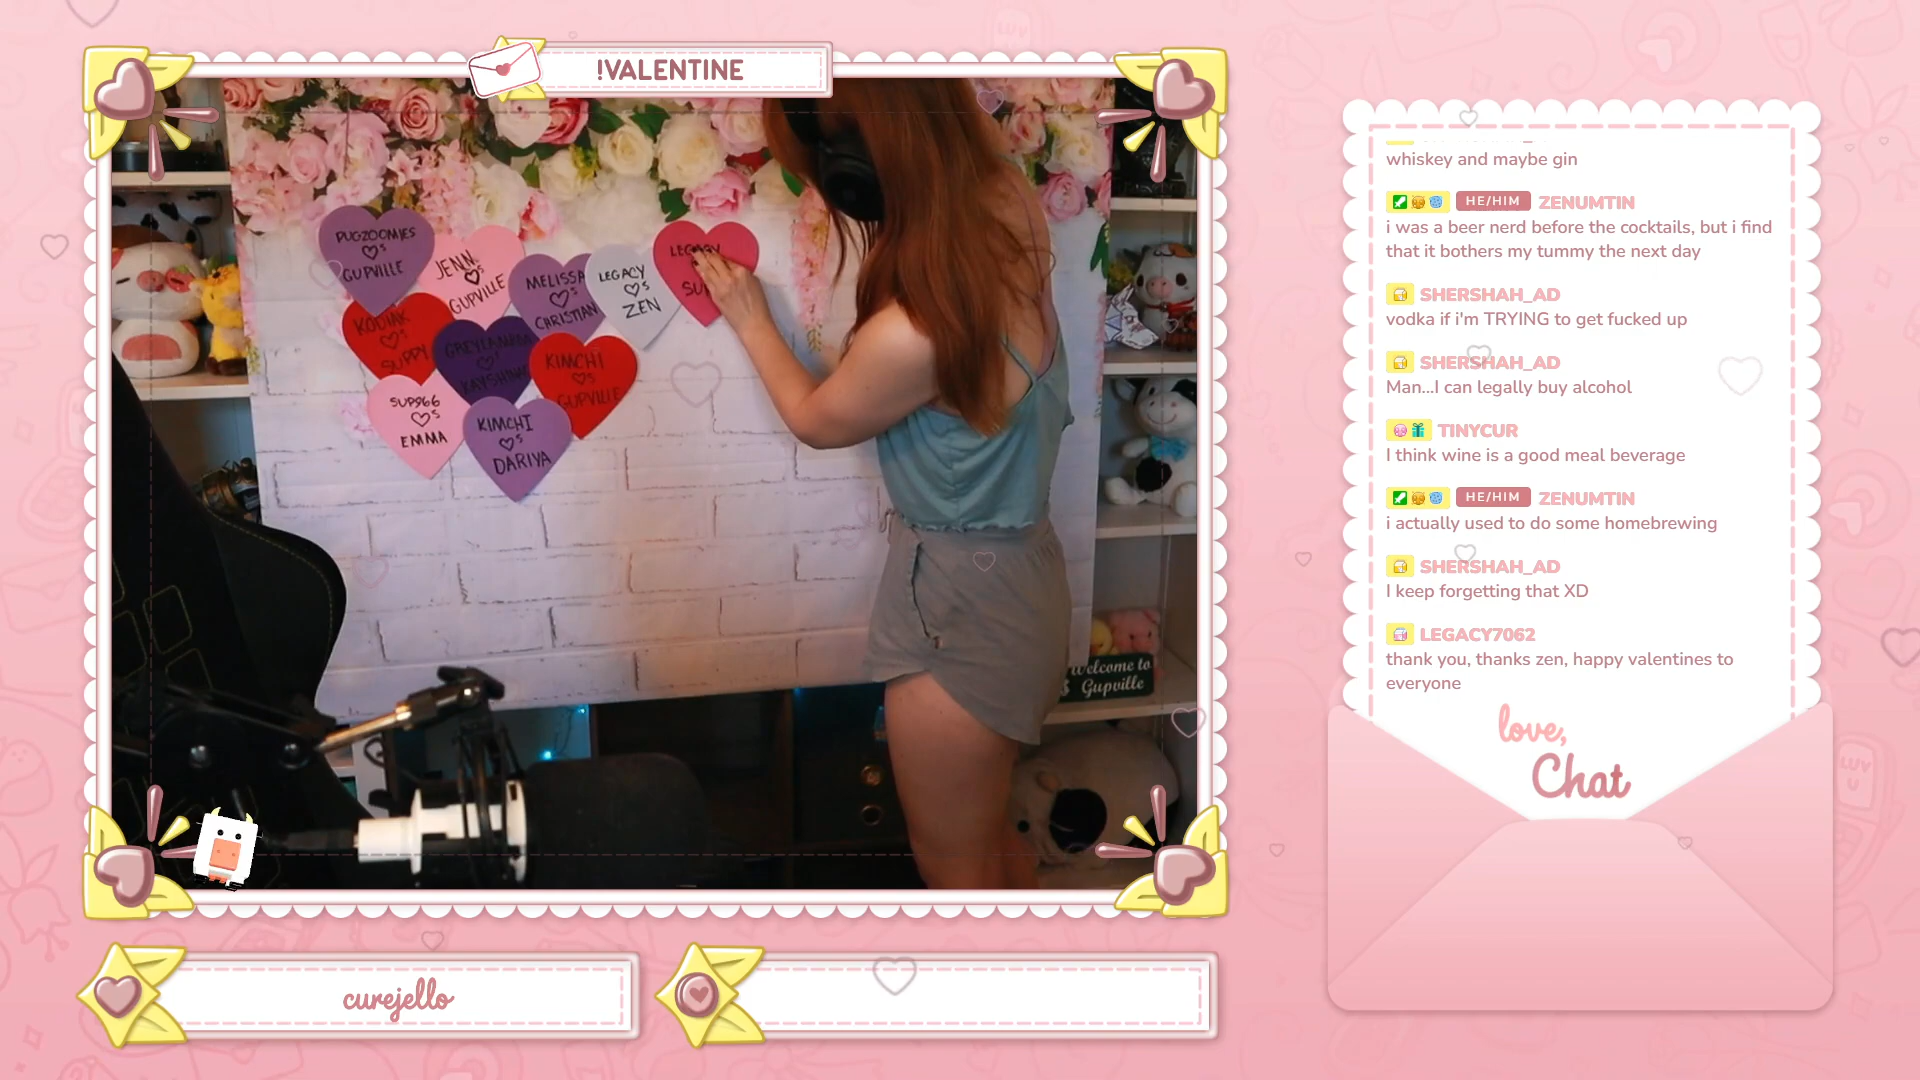 !VALENTINE
PUGZOOMIES
♡s
GUPVILLE
JENN
♡s
GUPVILLE
MELISSA
♡s
CHRISTIAN
LEGACY
♡s
ZEN
LEGACY
KODIAK
♡s
SUPPY
♡s
KIMCHI
♡s
GUPVILLE
SUP966
♡s
EMMA
KIMCHI
♡s
DARIYA
Welcome to
Gupville
curejello
whiskey and maybe gin
HE/HIM ZENUMTIN
i was a beer nerd before the cocktails, but i find
that it bothers my tummy the next day
SHERSHAH_AD
vodka if i'm TRYING to get fucked up
SHERSHAH_AD
Man...I can legally buy alcohol
TINYCUR
I think wine is a good meal beverage
HE/HIM ZENUMTIN
i actually used to do some homebrewing
SHERSHAH_AD
I keep forgetting that XD
LEGACY7062
thank you, thanks zen, happy valentines to
everyone
love,
Chat
LUV
U